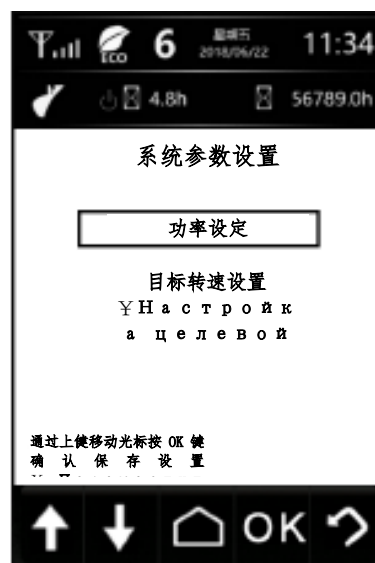 ECO 6 星期五 2018/06/22 11:34
4.8h 56789.0h
系统参数设置
功率设定
目标转速设置
￥Настройк
а целевой
通过上键移动光标按 OK 键
确认保存设置
OK